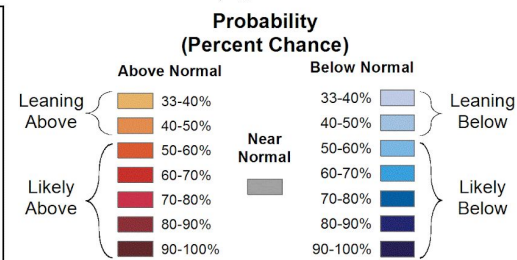 Probability
(Percent Chance)
Above Normal
Below Normal
Leaning
Above
33-40%
40-50%
Likely
Above
50-60%
60-70%
70-80%
80-90%
90-100%
Near
Normal
33-40%
40-50%
Leaning
Below
50-60%
60-70%
70-80%
80-90%
90-100%
Likely
Below